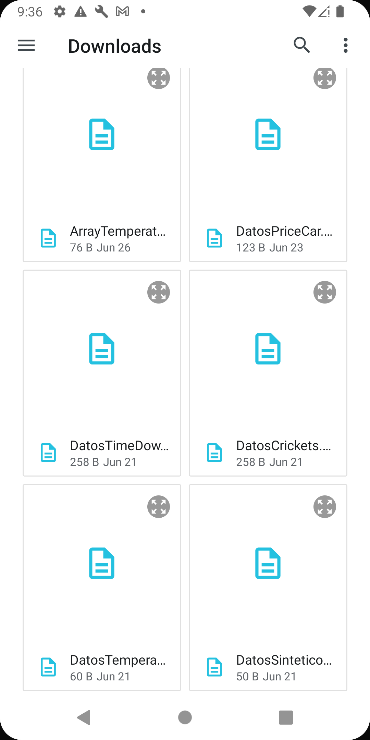 9:36
Downloads
ArrayTemperat...
76 B Jun 26
DatosPriceCar....
123 B Jun 23
DatosTimeDow...
258 B Jun 21
DatosCrickets....
258 B Jun 21
DatosTempera...
60 B Jun 21
DatosSintetico...
50 B Jun 21